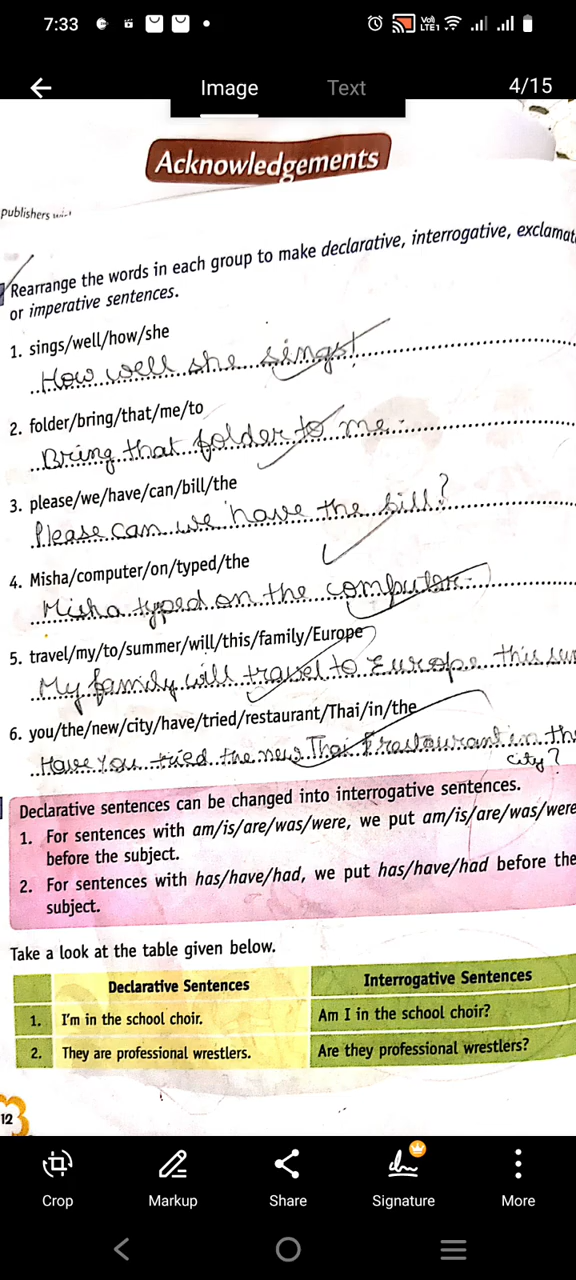 7:33
Vo)) LTE1
Image
Text
4/15
Acknowledgements
publishers
Rearrange the words in each group to make declarative, interrogative, exclamat
or imperative sentences.
1. sings/well/how/she
How well she sings!
2. folder/bring/that/me/to
Bring that folder to me.
3. please/we/have/can/bill/the
Please can we have the bill?
4. Misha/computer/on/typed/the
Misha typed on the computer.
5. travel/my/to/summer/will/this/family/Europe
My family will travel to Europe this sum
6. you/the/new/city/have/tried/restaurant/Thai/in/the
Have you tried the new Thai restaurant in the
city?
Declarative sentences can be changed into interrogative sentences.
1. For sentences with am/is/are/was/were, we put am/is/are/was/were
before the subject.
2. For sentences with has/have/had, we put has/have/had before the
subject.
Take a look at the table given below.
Declarative Sentences Interrogative Sentences
1. I'm in the school choir. Am I in the school choir?
2. They are professional wrestlers. Are they professional wrestlers?
12
Crop
Markup
Share
Signature
More